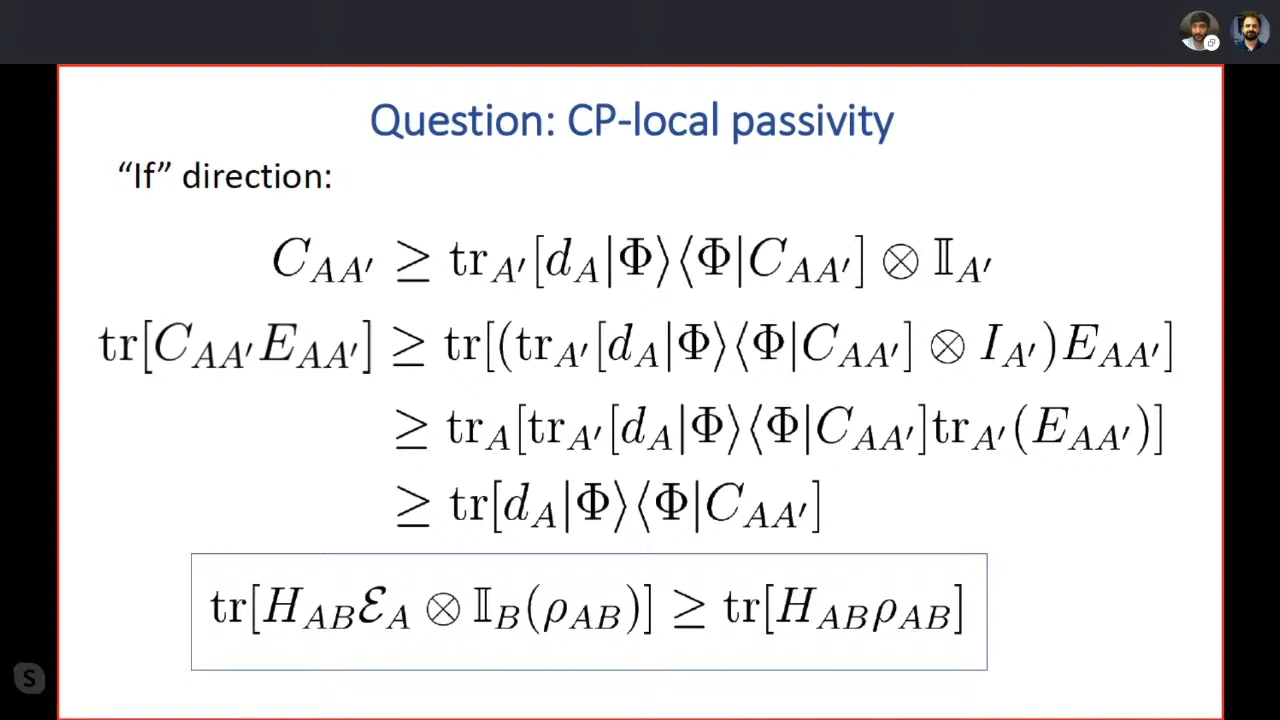 Question: CP-local passivity
“If” direction:
C_{AA′} ≥ tr_{A′}[d_A|Φ⟩⟨Φ|C_{AA′}] ⊗ 𝕀_{A′}
tr[C_{AA′}E_{AA′}] ≥ tr[(tr_{A′}[d_A|Φ⟩⟨Φ|C_{AA′}] ⊗ I_{A′})E_{AA′}]
≥ tr_A[tr_{A′}[d_A|Φ⟩⟨Φ|C_{AA′}]tr_{A′}(E_{AA′})]
≥ tr[d_A|Φ⟩⟨Φ|C_{AA′}]
tr[H_{AB}ℰ_A ⊗ 𝕀_B(ρ_{AB})] ≥ tr[H_{AB}ρ_{AB}]
S